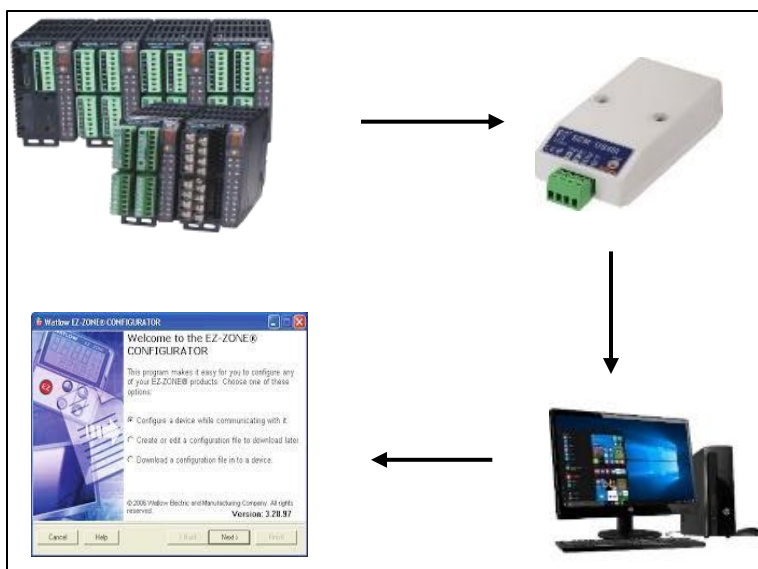 EZ
Watlow EZ-ZONE® CONFIGURATOR
WATLOW
EZ
Welcome to the EZ-ZONE®
CONFIGURATOR
This program makes it easy for you to configure any
of your EZ-ZONE® products. Choose one of these
options:
Configure a device while communicating with it.
Create or edit a configuration file to download later.
Download a configuration file in to a device.
© 2006 Watlow Electric and Manufacturing Company. All rights
reserved.
Version: 3.20.97
Cancel
Help
Next >
Finish